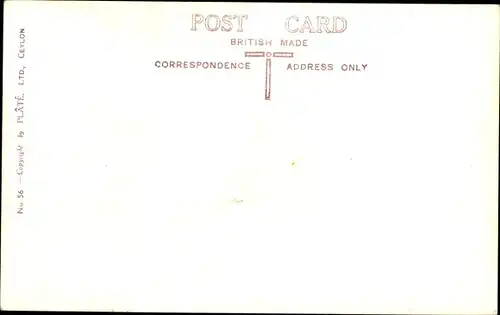 POST CARD
BRITISH MADE
CORRESPONDENCE ADDRESS ONLY
No. 56 —Copyright by PLÂTÉ, LTD., CEYLON